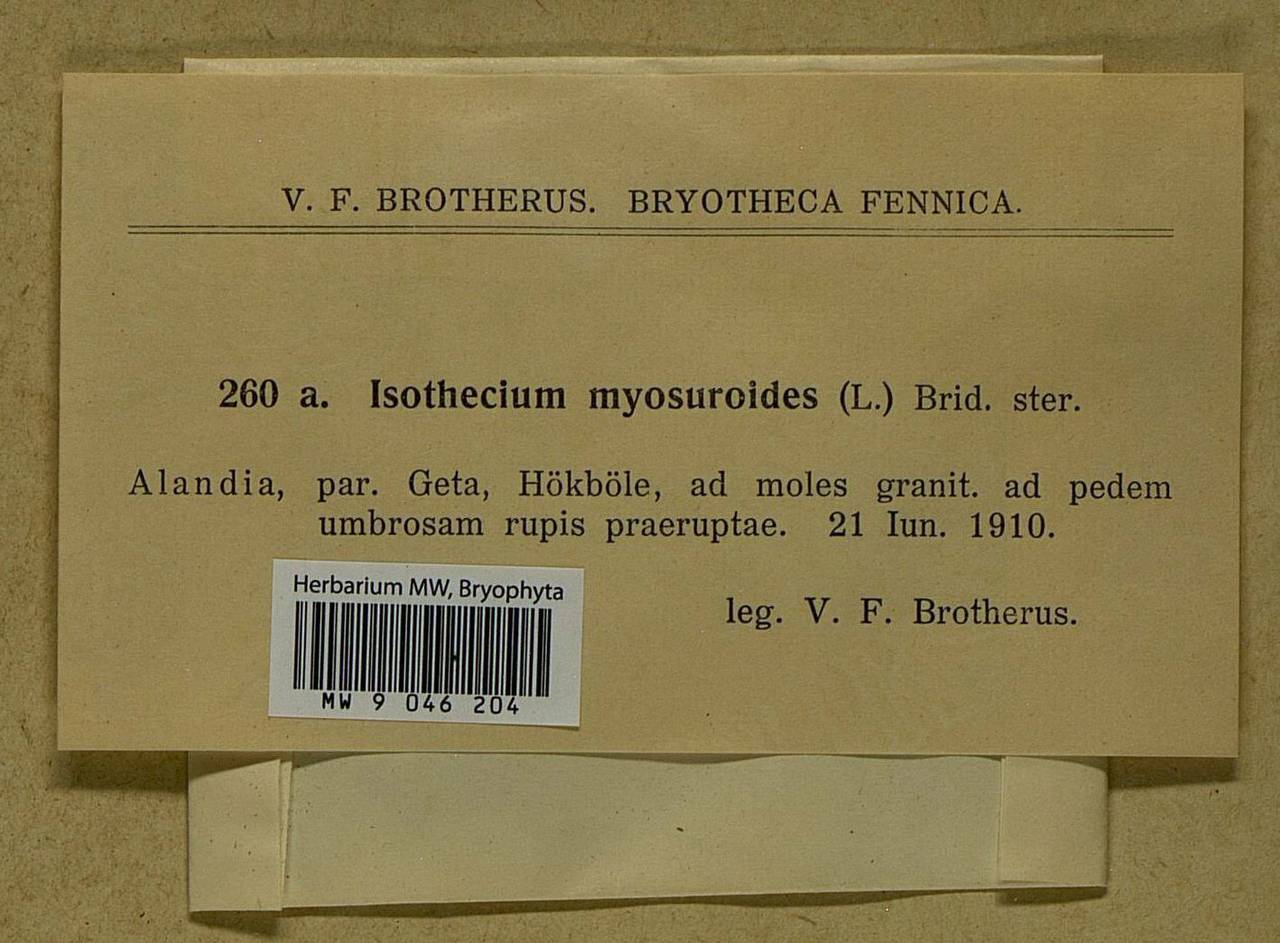 V. F. BROTHERUS. BRYOTHECA FENNICA.
260 a. Isothecium myosuroides (L.) Brid. ster.
Alandia, par. Geta, Hökböle, ad moles granit. ad pedem
umbrosam rupis praeruptae. 21 Iun. 1910.
leg. V. F. Brotherus.
Herbarium MW, Bryophyta
MW 9 046 204